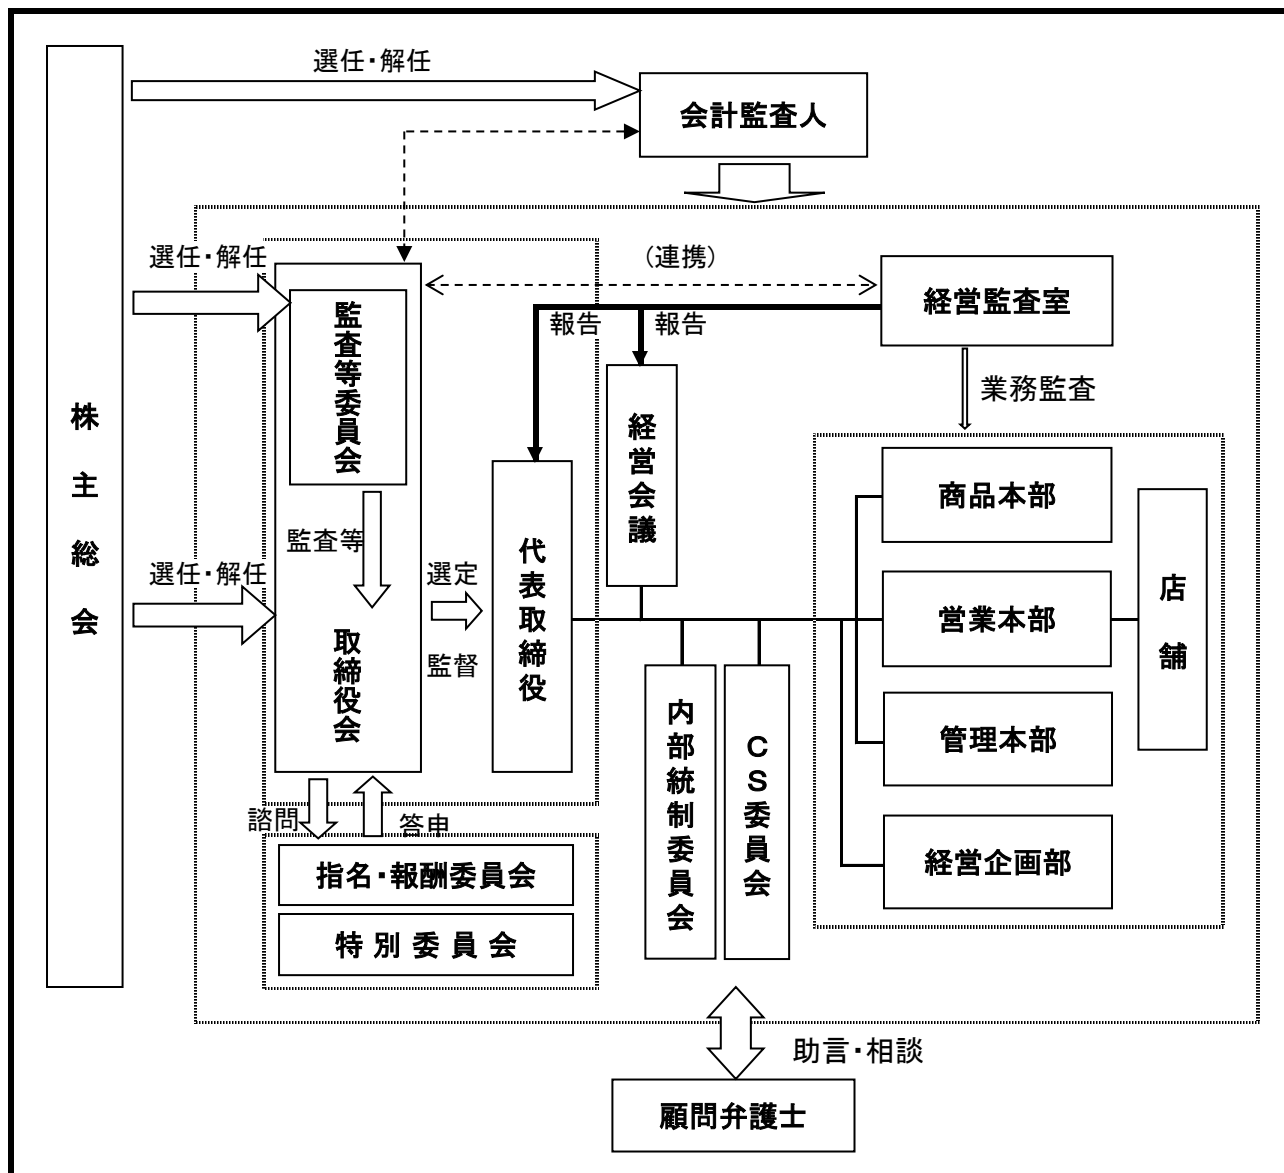 選任・解任
会計監査人
選任・解任
(連携)
経営監査室
監査等委員会
報告
報告
業務監査
株主総会
経営会議
商品本部
監査等
代表取締役
選定
選任・解任
営業本部
店舗
取締役会
監督
内部統制委員会
CS委員会
管理本部
諮問
答申
指名・報酬委員会
経営企画部
特別委員会
助言・相談
顧問弁護士